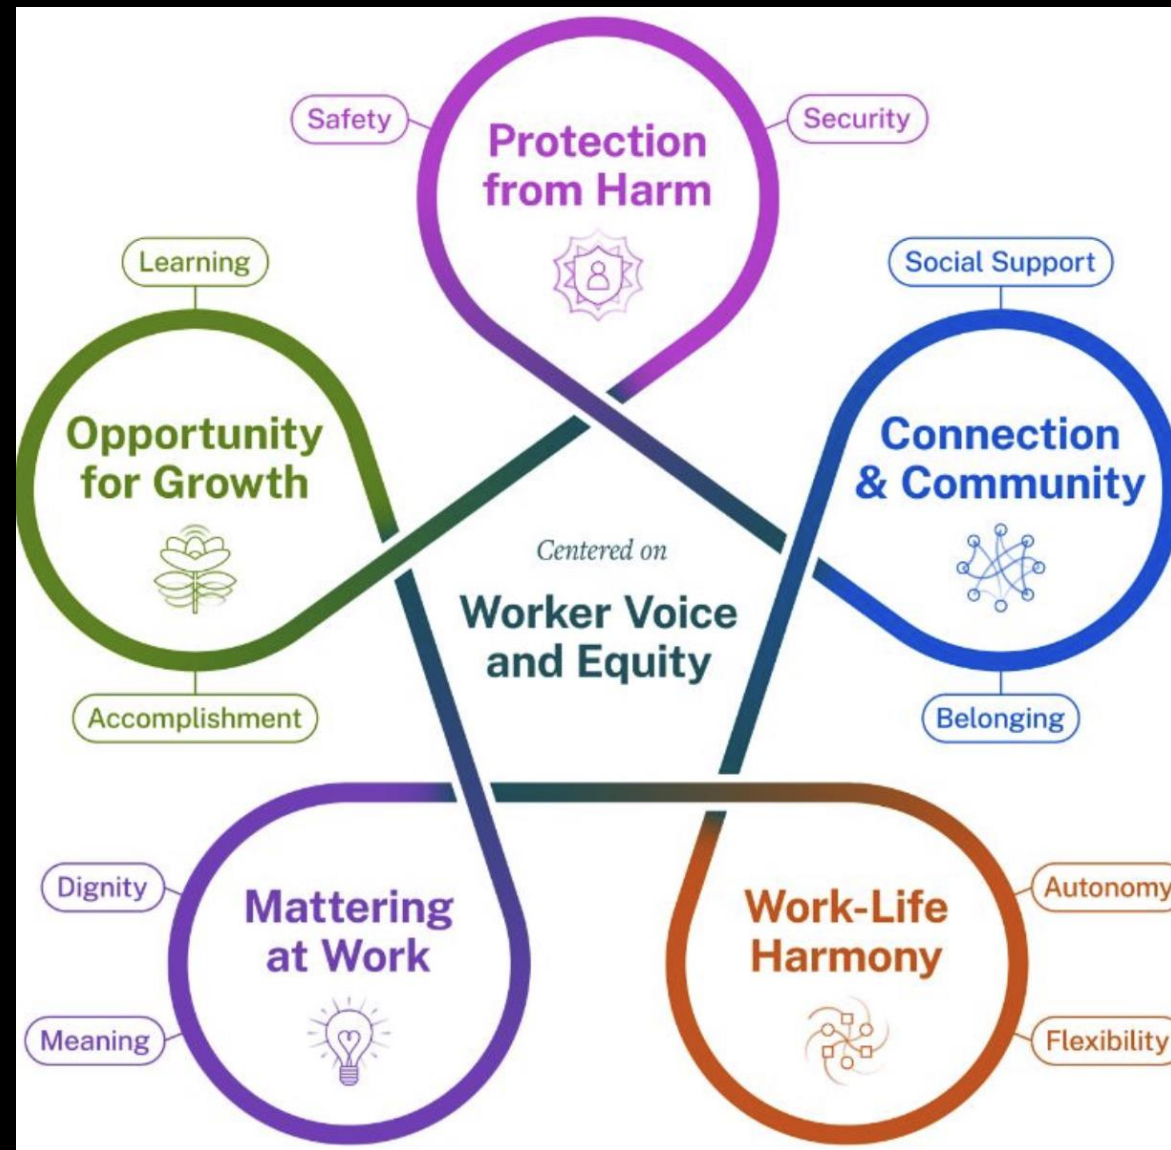 Safety
Security
Protection
from Harm
Learning
Social Support
Opportunity
for Growth
Connection
& Community
Centered on
Worker Voice
and Equity
Accomplishment
Belonging
Dignity
Autonomy
Mattering
at Work
Work-Life
Harmony
Meaning
Flexibility